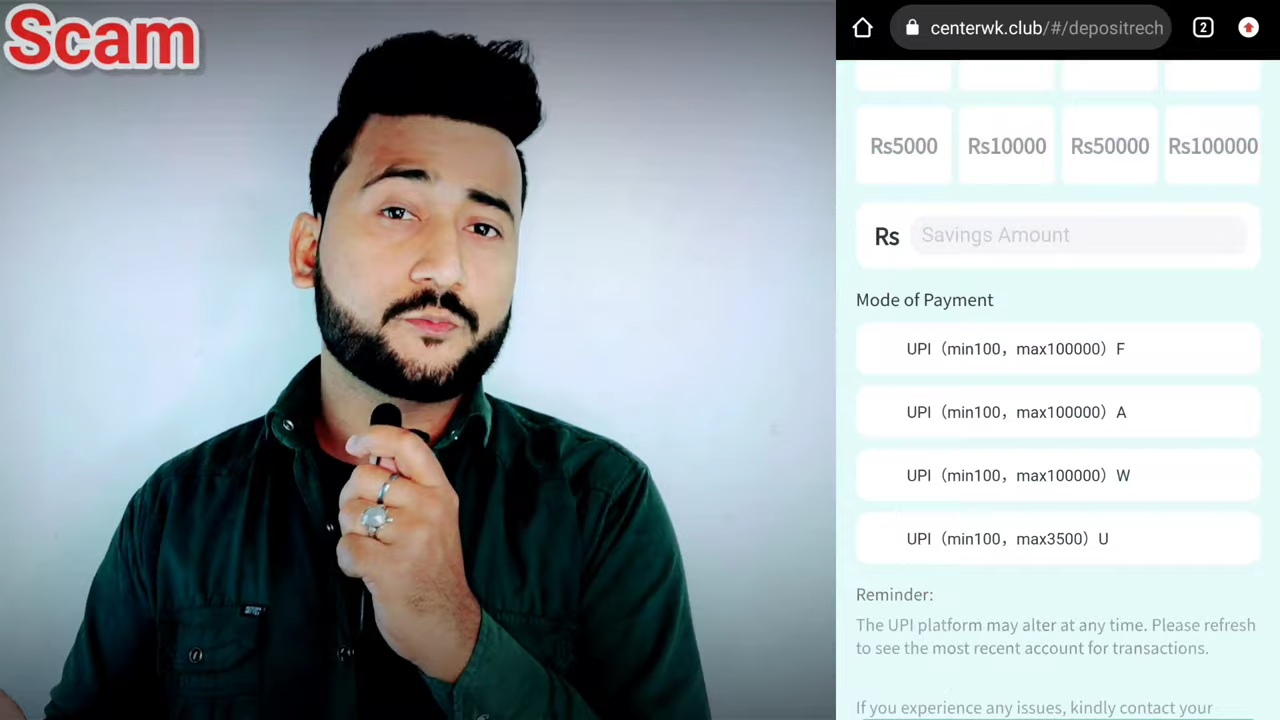 Scam
2
centerwk.club/#/depositrech
Rs5000 Rs10000 Rs50000 Rs100000
Rs Savings Amount
Mode of Payment
UPI（min100，max100000）F
UPI（min100，max100000）A
UPI（min100，max100000）W
UPI（min100，max3500）U
Reminder:
The UPI platform may alter at any time. Please refresh
to see the most recent account for transactions.
If you experience any issues, kindly contact your